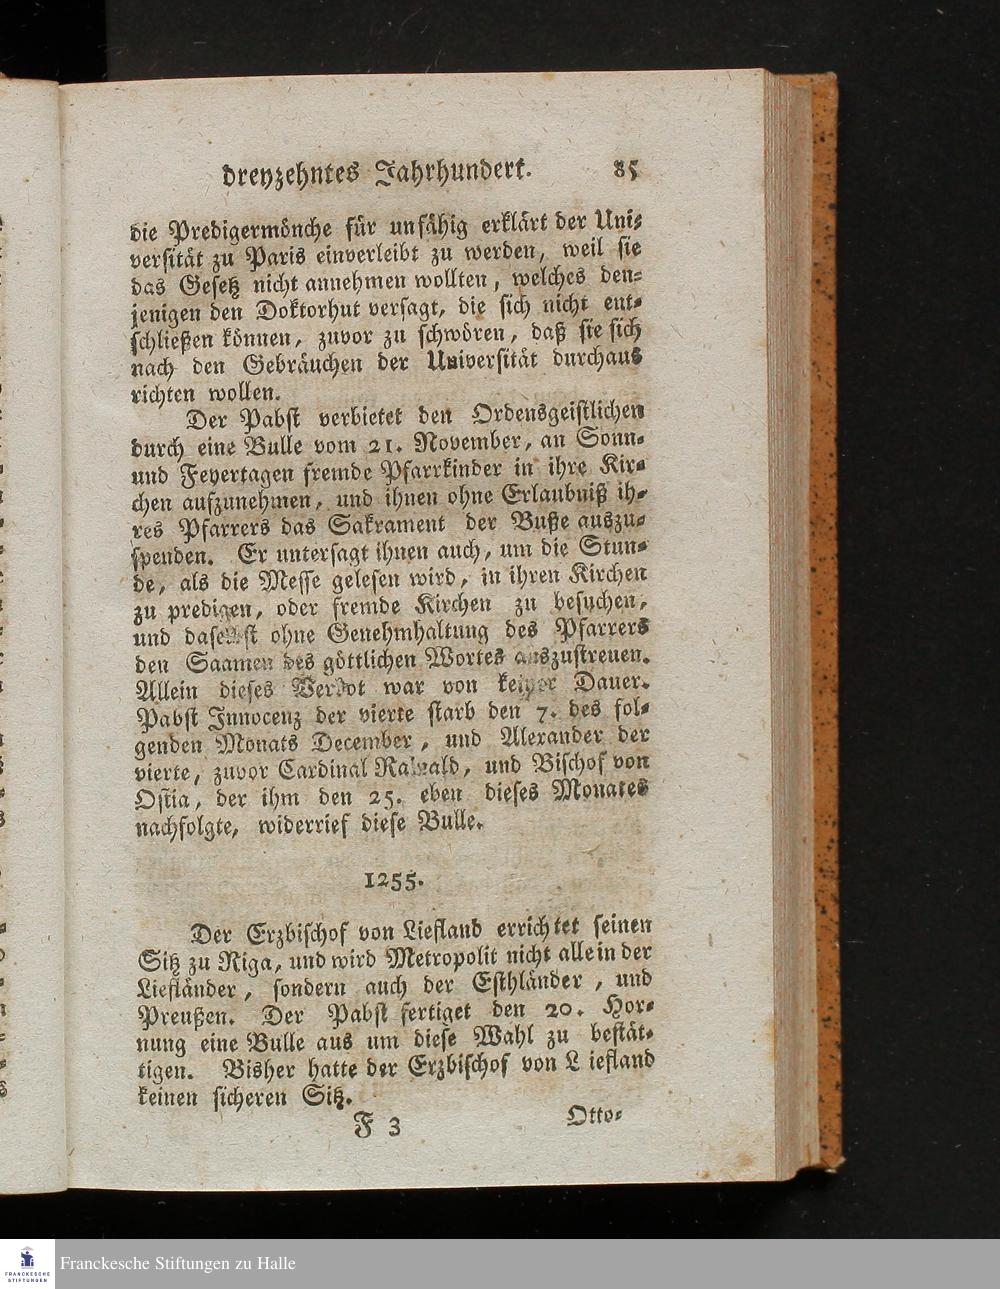 dreyzehntes Jahrhundert. 85
die Predigermönche für unfähig erklärt der Uni-
versität zu Paris einverleibt zu werden, weil sie
das Gesetz nicht annehmen wollten, welches den-
jenigen den Doktorhut versagt, die sich nicht ent-
schließen können, zuvor zu schwören, daß sie sich
nach den Gebräuchen der Universität durchaus
richten wollen.
Der Pabst verbietet den Ordensgeistlichen
durch eine Bulle vom 21. November, an Sonn-
und Feyertagen fremde Pfarrkinder in ihre Kir-
chen aufzunehmen, und ihnen ohne Erlaubniß ih-
res Pfarrers das Sakrament der Buße auszu-
spenden. Er untersagt ihnen auch, um die Stun-
de, als die Messe gelesen wird, in ihren Kirchen
zu predigen, oder fremde Kirchen zu besuchen,
und daselbst ohne Genehmhaltung des Pfarrers
den Saamen des göttlichen Wortes auszustreuen.
Allein dieses Verbot war von keiner Dauer.
Pabst Innocenz der vierte starb den 7. des fol-
genden Monats December, und Alexander der
vierte, zuvor Cardinal Rainald, und Bischof von
Ostia, der ihm den 25. eben dieses Monates
nachfolgte, widerrief diese Bulle.
1255.
Der Erzbischof von Liefland errichtet seinen
Sitz zu Riga, und wird Metropolit nicht allein der
Liefländer, sondern auch der Esthländer, und
Preußen. Der Pabst fertiget den 20. Hor-
nung eine Bulle aus um diese Wahl zu bestät-
tigen. Bisher hatte der Erzbischof von Liefland
keinen sicheren Sitz.
F 3 Otto-
FRANCKESCHE STIFTUNGEN
Franckesche Stiftungen zu Halle